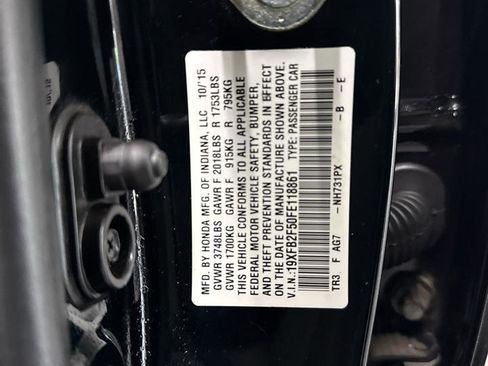 MFD. BY HONDA MFG. OF INDIANA, LLC 10/'15
GVWR 3748LBS GAWR F 2018LBS R 1753LBS
GVWR 1700KG GAWR F 915KG R 795KG
THIS VEHICLE CONFORMS TO ALL APPLICABLE
FEDERAL MOTOR VEHICLE SAFETY, BUMPER,
AND THEFT PREVENTION STANDARDS IN EFFECT
ON THE DATE OF MANUFACTURE SHOWN ABOVE.
V.I.N.: 19XFB2F50FE118861 TYPE: PASSENGER CAR
TR3 F AG7 -NH731PX -B -E